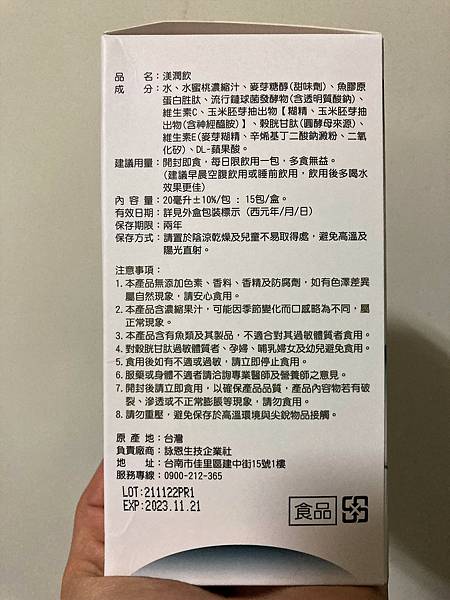 品　　名：渼潤飲
成　　分：水、水蜜桃濃縮汁、麥芽糖醇(甜味劑)、魚膠原
蛋白胜肽、流行鏈球菌發酵物(含透明質酸鈉)、
維生素C、玉米胚芽抽出物【糊精、玉米胚芽抽
出物(含神經醯胺)】、穀胱甘肽(圓酵母來源)、
維生素E(麥芽糊精、辛烯基丁二酸鈉澱粉、二氧
化矽)、DL-蘋果酸。
建議用量：開封即食，每日限飲用一包，多食無益。
(建議早晨空腹飲用或睡前飲用，飲用後多喝水
效果更佳)
內 容 量：20毫升±10%/包 : 15包/盒。
有效日期：詳見外盒包裝標示 (西元年/月/日)
保存期限：兩年
保存方式：請置於陰涼乾燥及兒童不易取得處，避免高溫及
陽光直射。
注意事項：
1. 本產品無添加色素、香料、香精及防腐劑，如有色澤差異
屬自然現象，請安心食用。
2. 本產品含濃縮果汁，可能因季節變化而口感略為不同，屬
正常現象。
3. 本產品含有魚類及其製品，不適合對其過敏體質者食用。
4. 對穀胱甘肽過敏體質者、孕婦、哺乳婦女及幼兒避免食用。
5. 食用後如有不適或過敏，請立即停止食用。
6. 服藥或身體不適者請洽詢專業醫師及營養師之意見。
7. 開封後請立即食用，以確保產品品質，產品內容物若有破
裂、滲透或不正常膨脹等現象，請勿食用。
8. 請勿重壓，避免保存於高溫環境與尖銳物品接觸。
原 產 地：台灣
負責廠商：詠恩生技企業社
地　　址：台南市佳里區建中街15號1樓
服務專線：0900-212-365
LOT:211122PR1
EXP:2023.11.21
食品